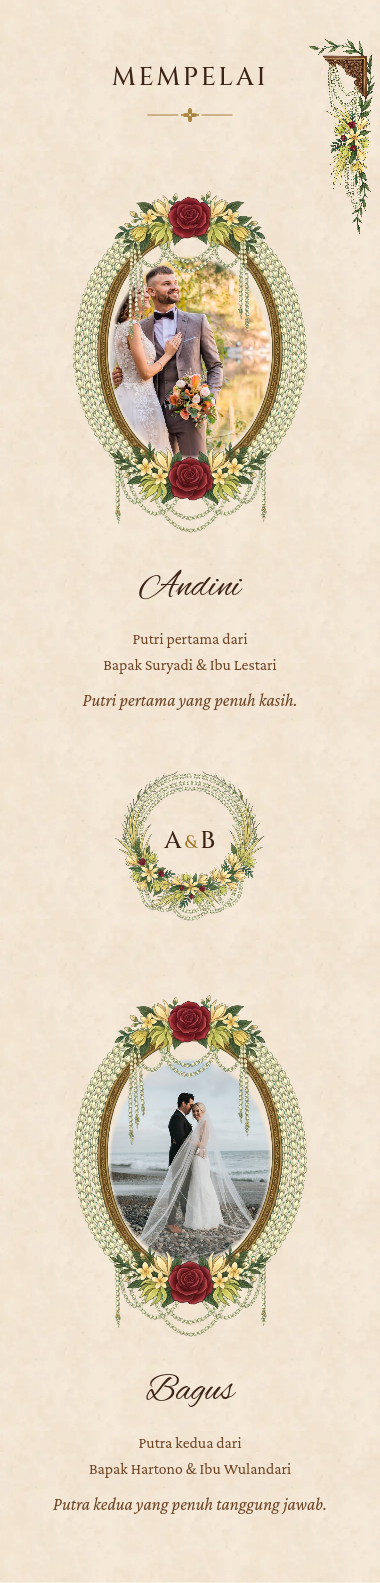 MEMPELAI
Andini
Putri pertama dari
Bapak Suryadi & Ibu Lestari
Putri pertama yang penuh kasih.
A & B
Bagus
Putra kedua dari
Bapak Hartono & Ibu Wulandari
Putra kedua yang penuh tanggung jawab.